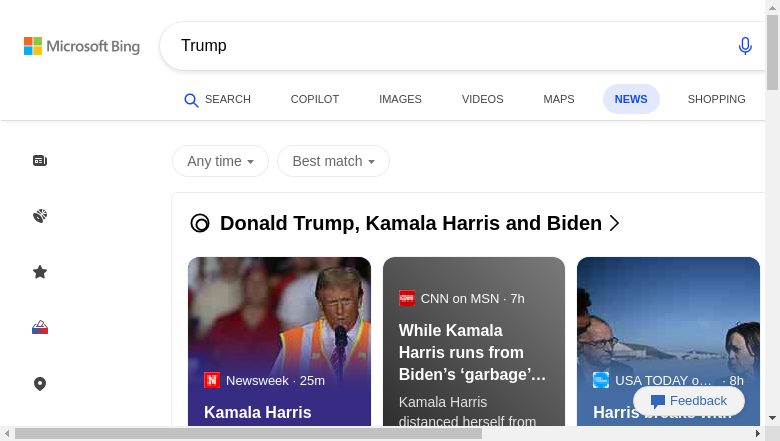 Microsoft Bing
Trump
SEARCH
COPILOT
IMAGES
VIDEOS
MAPS
NEWS
SHOPPING
Any time
Best match
Donald Trump, Kamala Harris and Biden
Newsweek · 25m
Kamala Harris
CNN on MSN · 7h
While Kamala
Harris runs from
Biden's 'garbage'...
Kamala Harris
distanced herself from
USA TODAY o... · 8h
Harris breaks with
Feedback